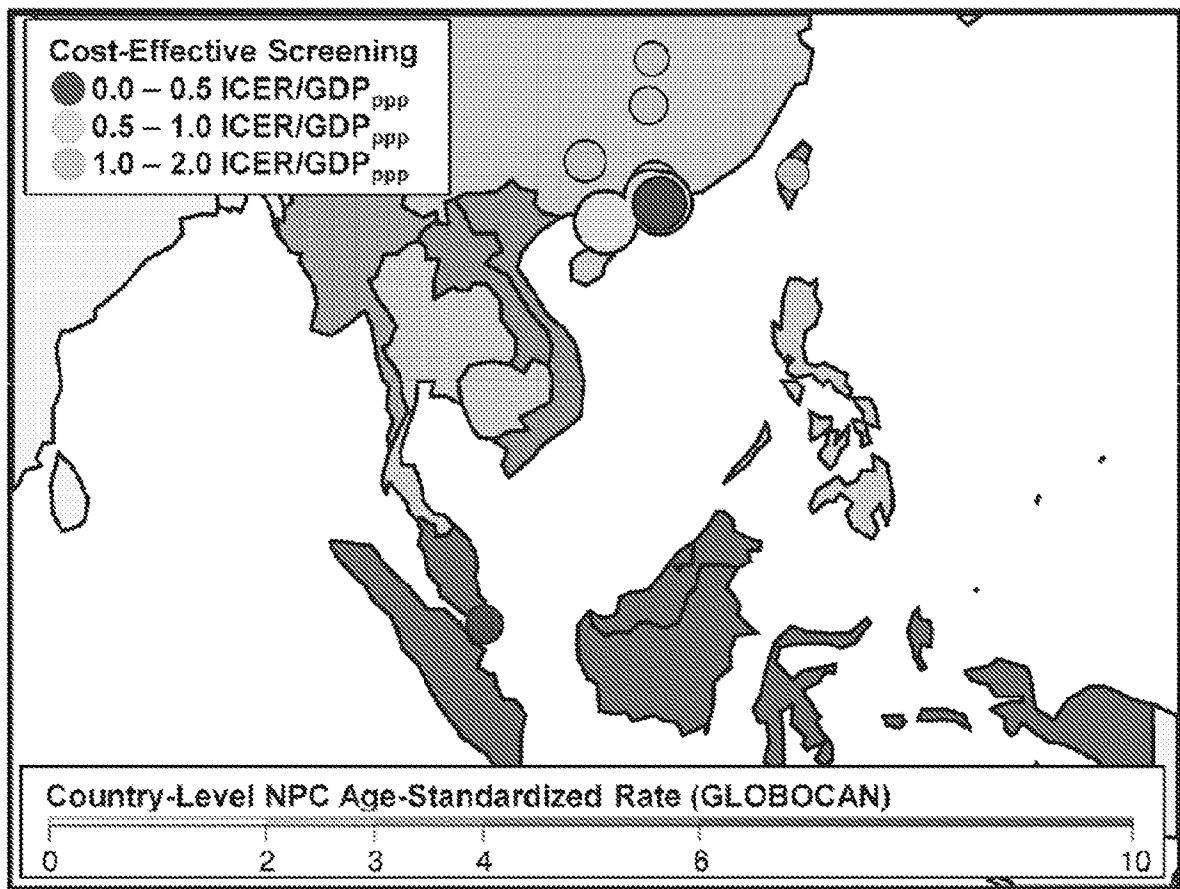 Cost-Effective Screening
0.0 – 0.5 ICER/GDPppp
0.5 – 1.0 ICER/GDPppp
1.0 – 2.0 ICER/GDPppp
Country-Level NPC Age-Standardized Rate (GLOBOCAN)
0 2 3 4 6 10